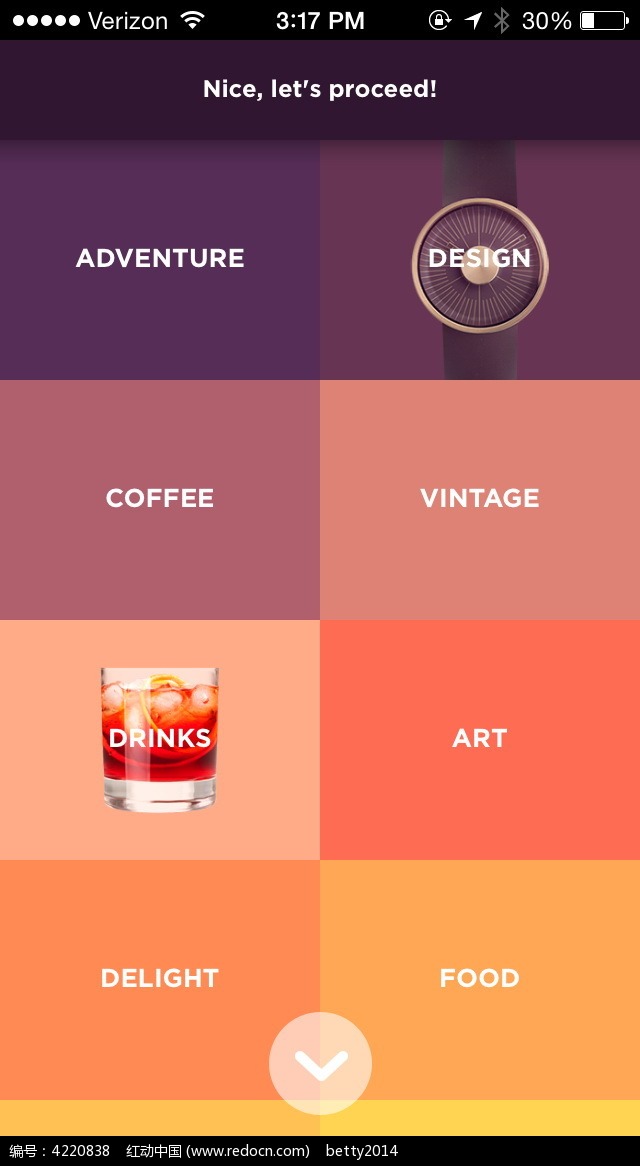 Verizon 3:17 PM 30%
Nice, let's proceed!
ADVENTURE
DESIGN
COFFEE
VINTAGE
DRINKS
ART
DELIGHT
FOOD
编号：4220838 红动中国 (www.redocn.com) betty2014